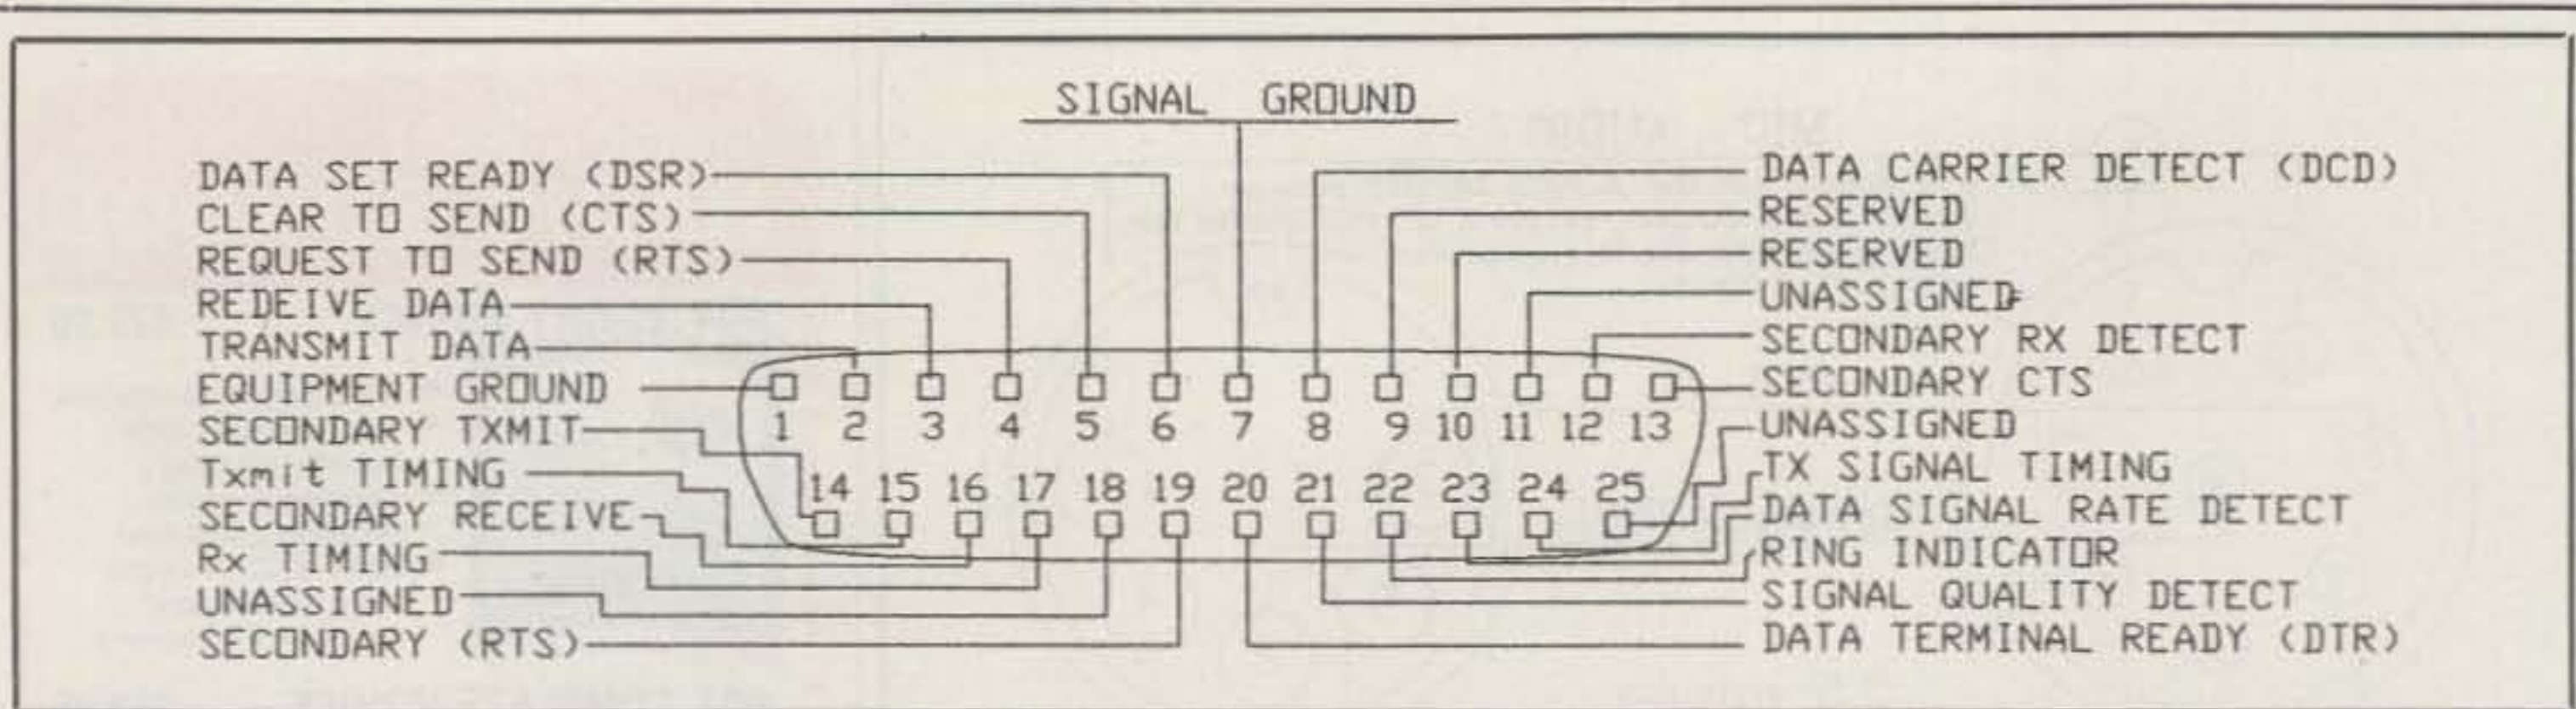 SIGNAL GROUND
DATA SET READY (DSR)
CLEAR TO SEND (CTS)
REQUEST TO SEND (RTS)
REDEIVE DATA
TRANSMIT DATA
EQUIPMENT GROUND
SECONDARY TXMIT
Txmit TIMING
SECONDARY RECEIVE
Rx TIMING
UNASSIGNED
SECONDARY (RTS)
1 2 3 4 5 6 7 8 9 10 11 12 13
14 15 16 17 18 19 20 21 22 23 24 25
DATA CARRIER DETECT (DCD)
RESERVED
RESERVED
UNASSIGNED
SECONDARY RX DETECT
SECONDARY CTS
UNASSIGNED
TX SIGNAL TIMING
DATA SIGNAL RATE DETECT
RING INDICATOR
SIGNAL QUALITY DETECT
DATA TERMINAL READY (DTR)